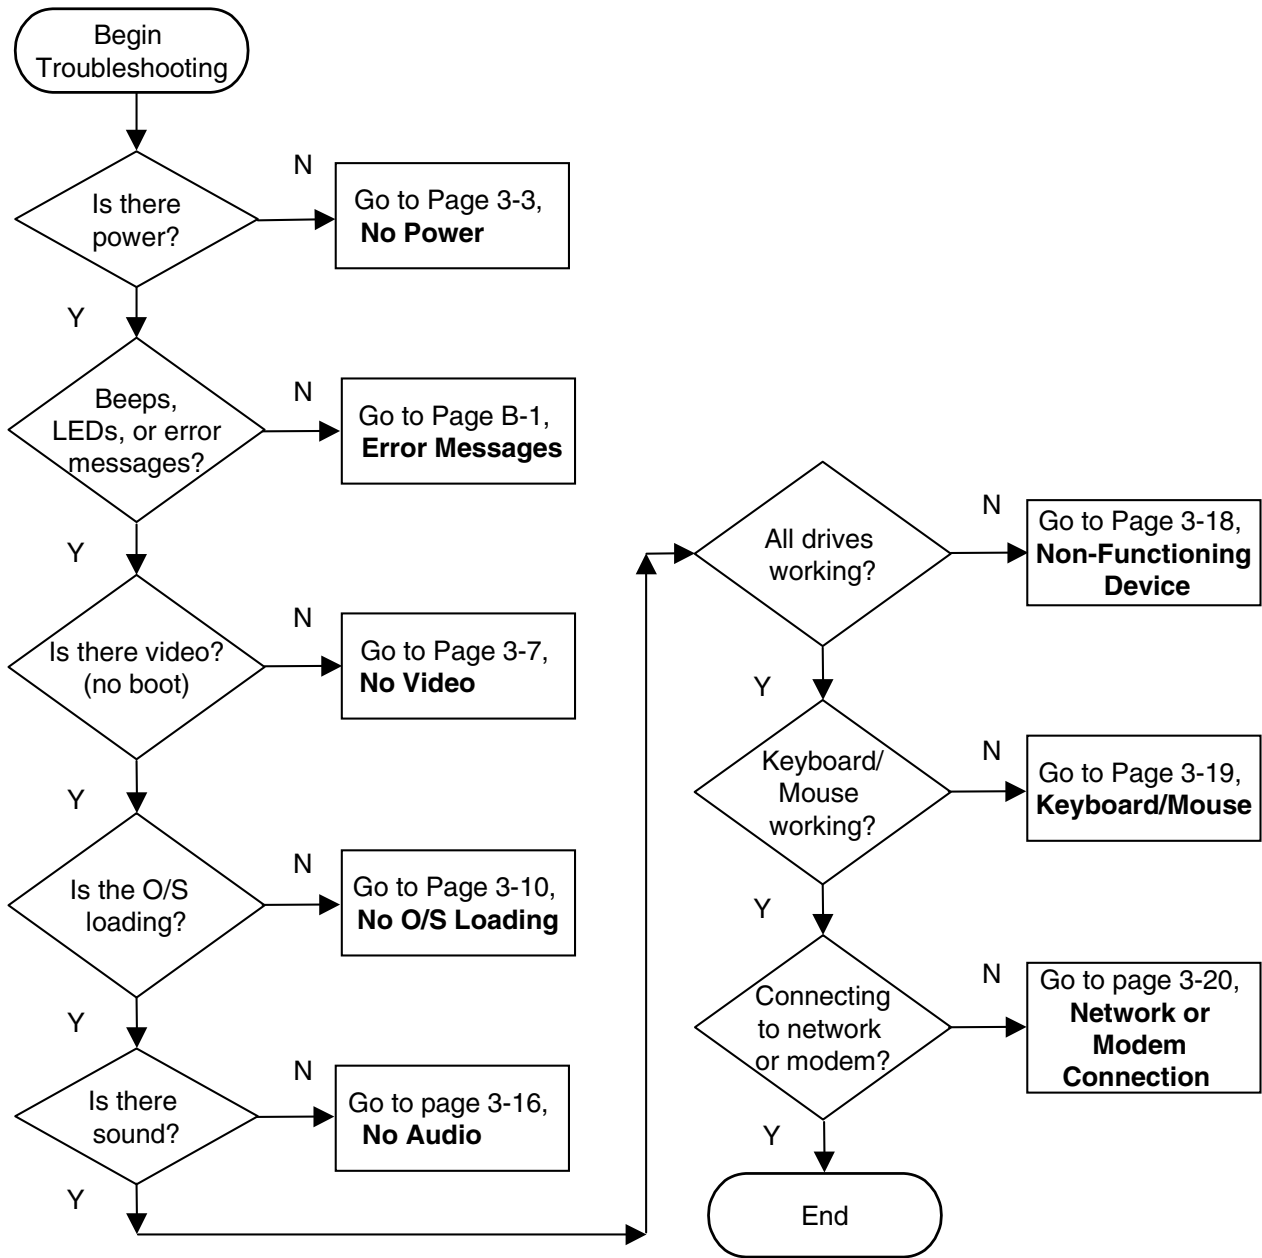 Begin
Troubleshooting
Is there
power?
N
Go to Page 3-3,
No Power
Y
Beeps,
LEDs, or error
messages?
N
Go to Page B-1,
Error Messages
Y
Is there video?
(no boot)
N
Go to Page 3-7,
No Video
Y
Is the O/S
loading?
N
Go to Page 3-10,
No O/S Loading
Y
Is there
sound?
N
Go to page 3-16,
No Audio
Y
All drives
working?
N
Go to Page 3-18,
Non-Functioning
Device
Y
Keyboard/
Mouse
working?
N
Go to Page 3-19,
Keyboard/Mouse
Y
Connecting
to network
or modem?
N
Go to page 3-20,
Network or
Modem
Connection
Y
End